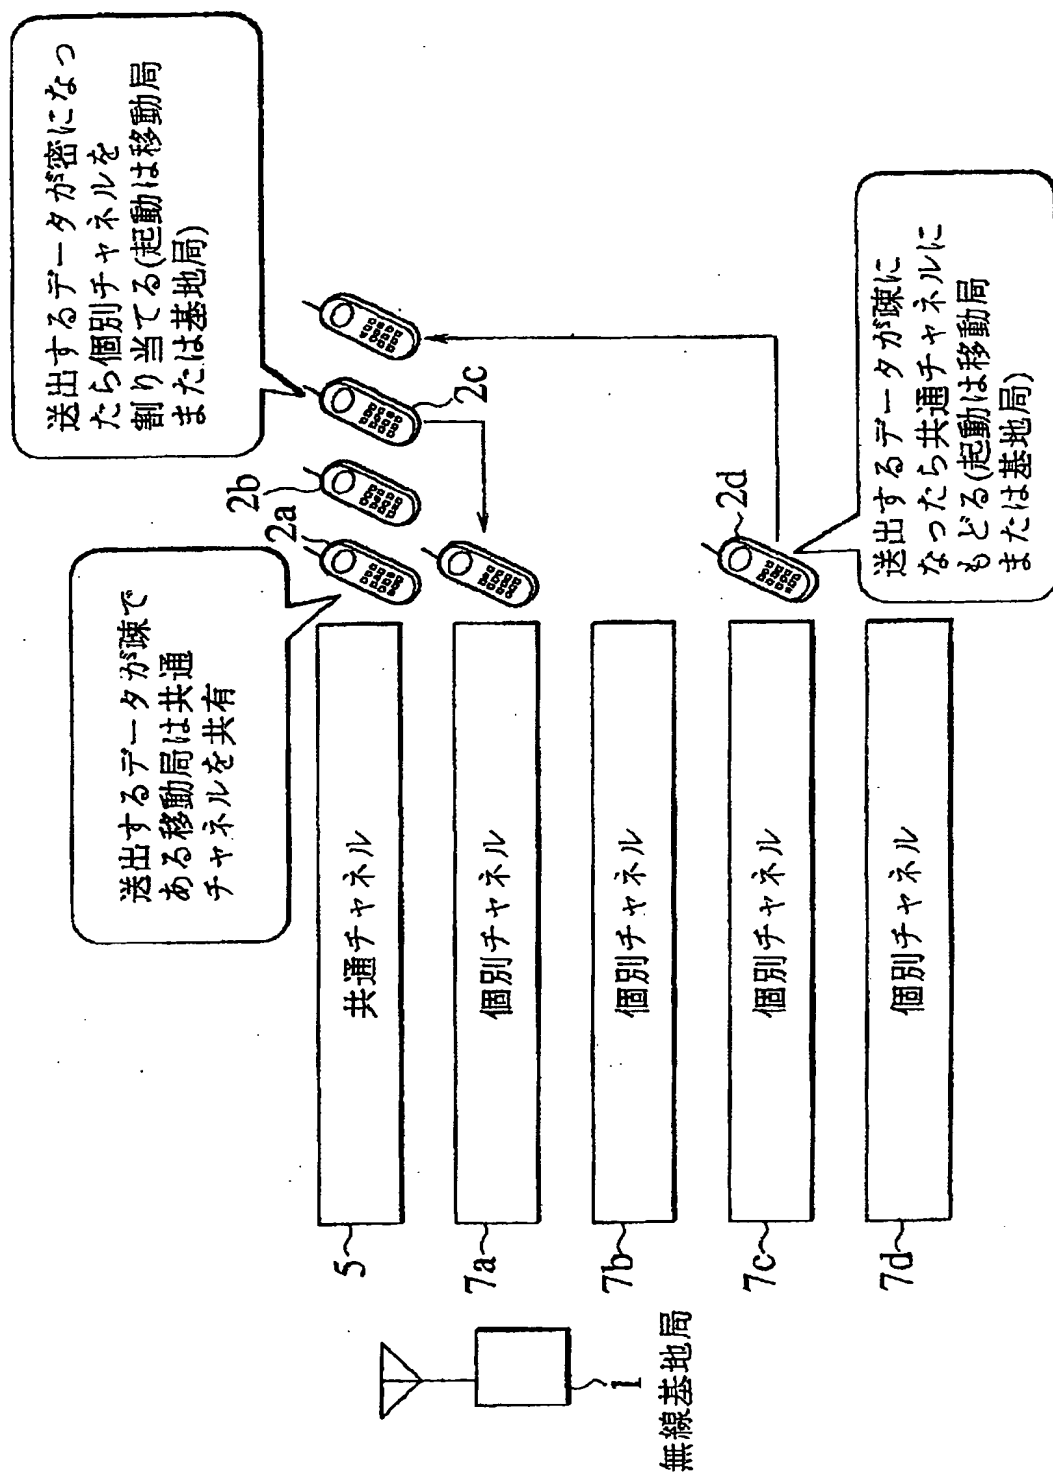 送出するデータが密になっ
たら個別チャネルを
割り当てる(起動は移動局
または基地局)
送出するデータが疎で
ある移動局は共通
チャネルを共有
2a
2b
2c
2d
送出するデータが疎に
なったら共通チャネルに
もどる(起動は移動局
または基地局)
5
共通チャネル
7a
個別チャネル
7b
個別チャネル
7c
個別チャネル
7d
個別チャネル
1
無線基地局